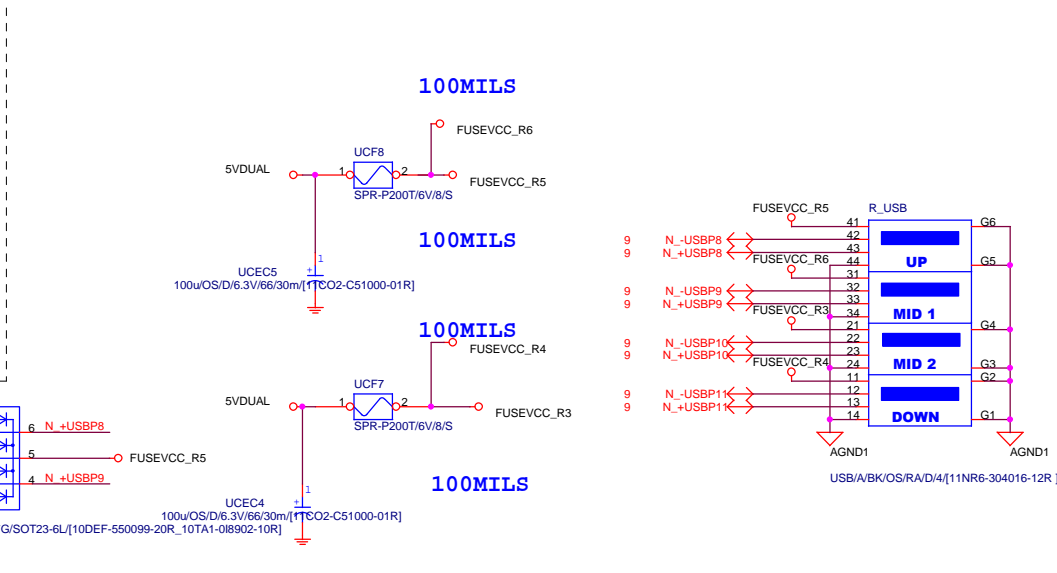 100MILS
FUSEVCC_R6
UCF8
5VDUAL
1
2
FUSEVCC_R5
SPR-P200T/6V/8/S
100MILS
1
+
UCEC5
100u/OS/D/6.3V/66/30m/[11CO2-C51000-01R]
100MILS
FUSEVCC_R4
UCF7
5VDUAL
1
2
FUSEVCC_R3
SPR-P200T/6V/8/S
100MILS
1
+
UCEC4
100u/OS/D/6.3V/66/30m/[11CO2-C51000-01R]
6 N_+USBP8
5
FUSEVCC_R5
4 N_+USBP9
G/SOT23-6L/[10DEF-550099-20R_10TA1-0I8902-10R]
FUSEVCC_R5
R_USB
41
G6
9 N_-USBP8
42
9 N_+USBP8
43
FUSEVCC_R6
44
UP
G5
31
9 N_-USBP9
32
9 N_+USBP9
33
FUSEVCC_R3
34
MID 1
21
G4
9 N_-USBP10
22
9 N_+USBP10
23
FUSEVCC_R4
24
MID 2
G3
11
G2
9 N_-USBP11
12
9 N_+USBP11
13
14
DOWN
G1
AGND1
AGND1
USB/A/BK/OS/RA/D/4/[11NR6-304016-12R ]